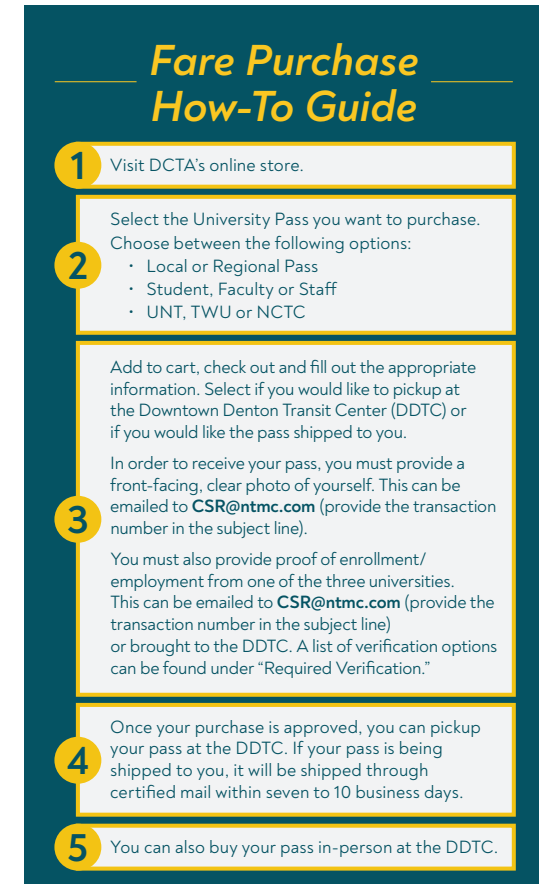 Fare Purchase
How-To Guide
1
Visit DCTA's online store.
2
Select the University Pass you want to purchase.
Choose between the following options:
• Local or Regional Pass
• Student, Faculty or Staff
• UNT, TWU or NCTC
3
Add to cart, check out and fill out the appropriate
information. Select if you would like to pickup at
the Downtown Denton Transit Center (DDTC) or
if you would like the pass shipped to you.
In order to receive your pass, you must provide a
front-facing, clear photo of yourself. This can be
emailed to CSR@ntmc.com (provide the transaction
number in the subject line).
You must also provide proof of enrollment/
employment from one of the three universities.
This can be emailed to CSR@ntmc.com (provide the
transaction number in the subject line)
or brought to the DDTC. A list of verification options
can be found under “Required Verification.”
4
Once your purchase is approved, you can pickup
your pass at the DDTC. If your pass is being
shipped to you, it will be shipped through
certified mail within seven to 10 business days.
5
You can also buy your pass in-person at the DDTC.